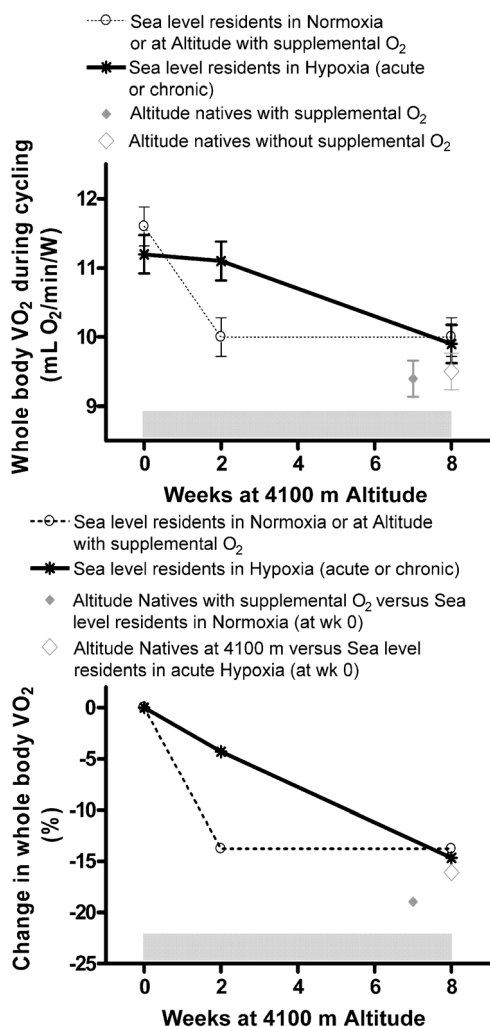 Sea level residents in Normoxia
or at Altitude with supplemental O2
Sea level residents in Hypoxia (acute
or chronic)
Altitude natives with supplemental O2
Altitude natives without supplemental O2
Whole body VO2 during cycling
(mL O2/min/W)
12
11
10
9
0 2 4 6 8
Weeks at 4100 m Altitude
Sea level residents in Normoxia or at Altitude
with supplemental O2
Sea level residents in Hypoxia (acute or chronic)
Altitude Natives with supplemental O2 versus Sea
level residents in Normoxia (at wk 0)
Altitude Natives at 4100 m versus Sea level
residents in acute Hypoxia (at wk 0)
Change in whole body VO2
(%)
0
-5
-10
-15
-20
-25
0 2 4 6 8
Weeks at 4100 m Altitude